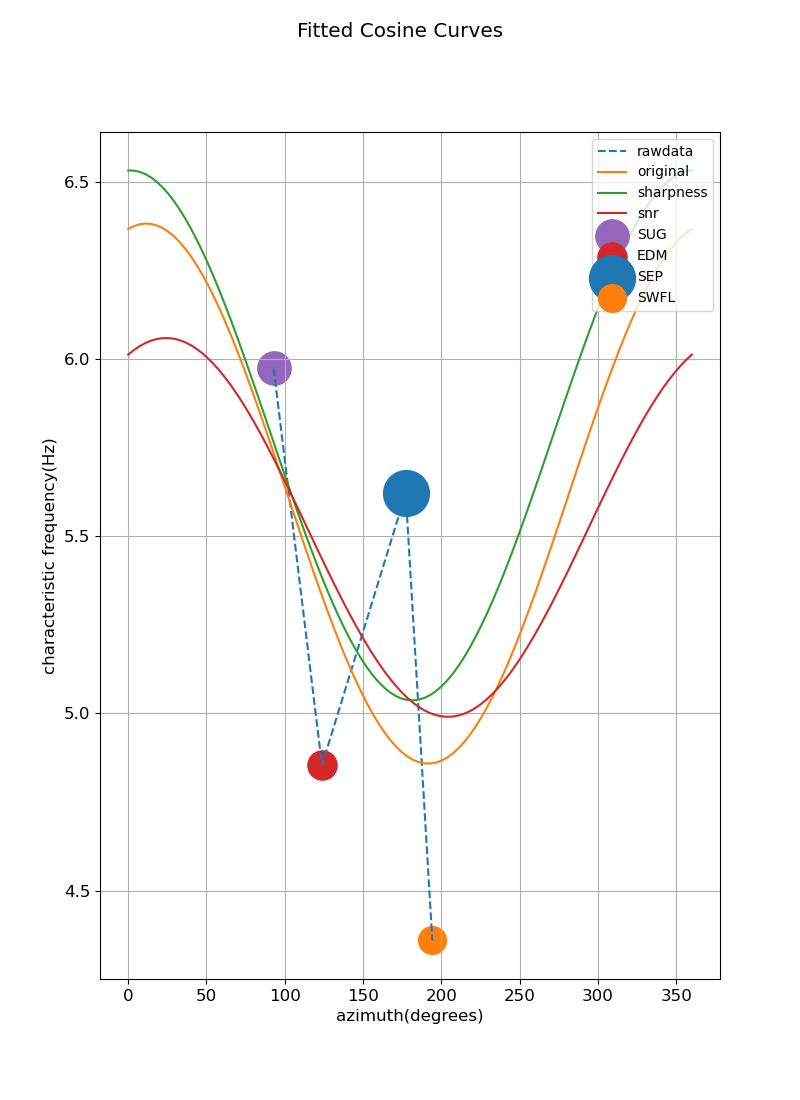 Fitted Cosine Curves
rawdata
original
sharpness
snr
SUG
EDM
SEP
SWFL
characteristic frequency(Hz)
6.5
6.0
5.5
5.0
4.5
0 50 100 150 200 250 300 350
azimuth(degrees)